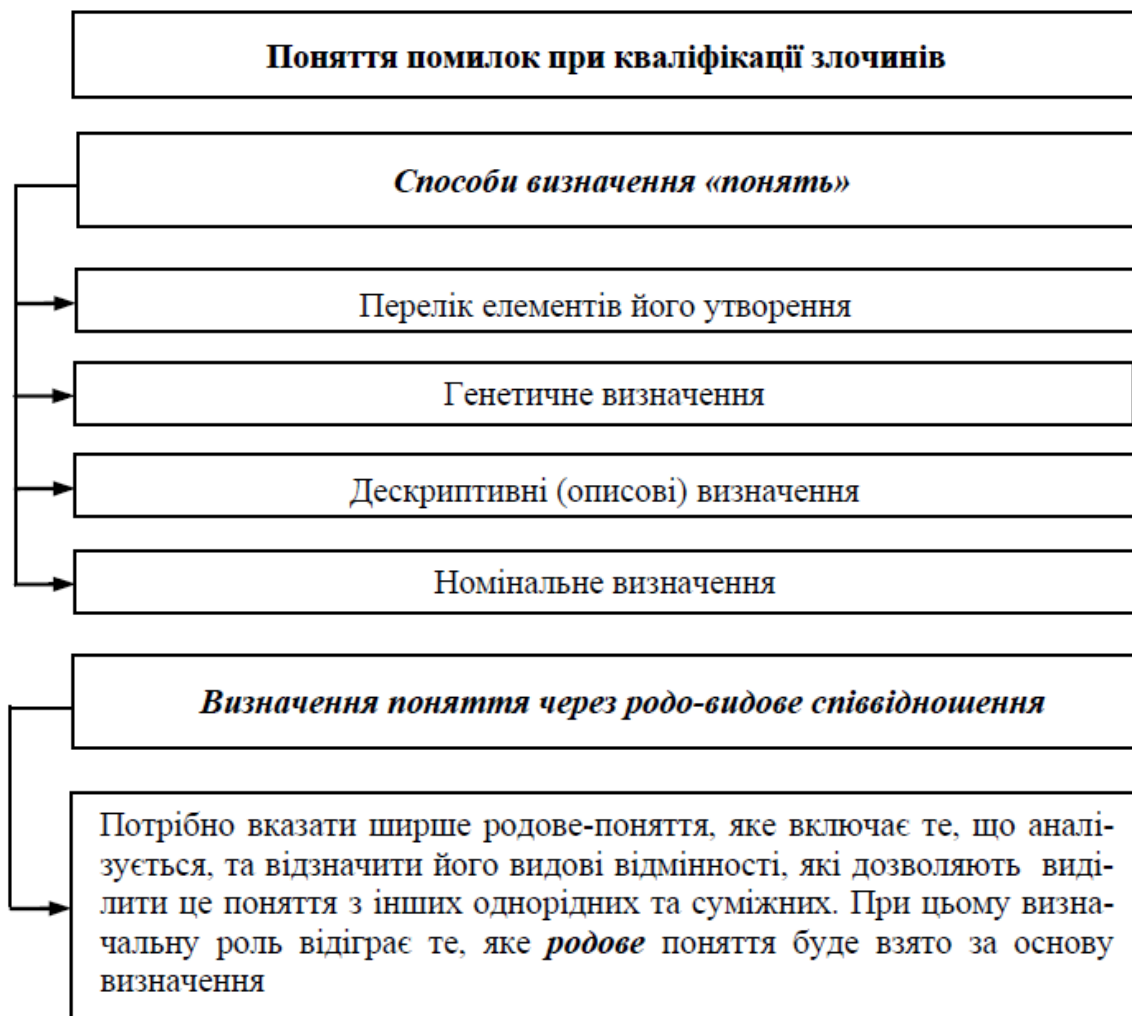 Поняття помилок при кваліфікації злочинів
Способи визначення «понять»
Перелік елементів його утворення
Генетичне визначення
Дескриптивні (описові) визначення
Номінальне визначення
Визначення поняття через родо-видове співвідношення
Потрібно вказати ширше родове-поняття, яке включає те, що аналі-
зується, та відзначити його видові відмінності, які дозволяють виді-
лити це поняття з інших однорідних та суміжних. При цьому визна-
чальну роль відіграє те, яке родове поняття буде взято за основу
визначення